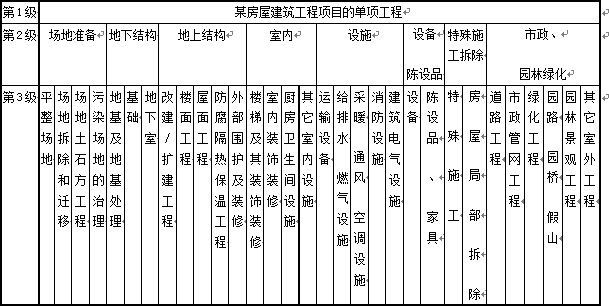 第1级
某房屋建筑工程项目的单项工程
第2级
场地准备
地下结构
地上结构
室内
设施
设备
陈设品
特殊施
工拆除
市政、
园林绿化
第3级
平整场地
场地拆除和迁移
场地土石方工程
污染场地的治理
地基及地基处理
基础
地下室
改建/扩建工程
楼面工程
屋面工程
防腐隔热保温工程
外部围护及装修
楼梯及其装饰装修
室内装饰装修
厨房卫生间设施
其它室内设施
运输设备
给排水 燃气设施
采暖 通风 空调设施
消防设施
建筑电气设施
设备
陈设品、家具
特殊施工
房屋局部拆除
道路工程
市政管网工程
绿化工程
园路 园桥 假山
园林景观工程
其它室外工程